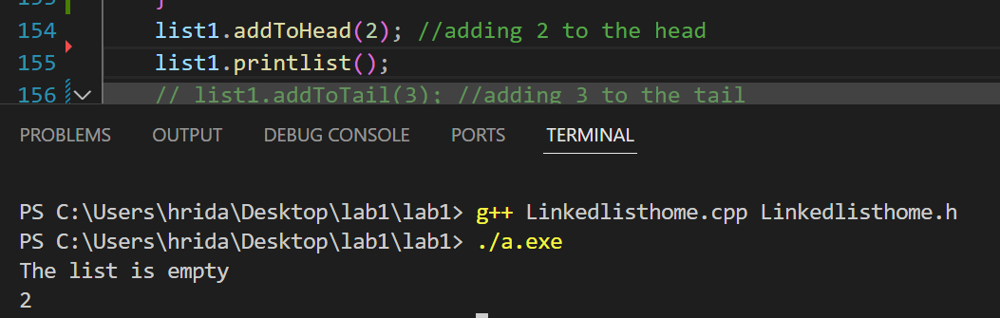 153 }
154 list1.addToHead(2); //adding 2 to the head
155 list1.printlist();
156 // list1.addToTail(3); //adding 3 to the tail
PROBLEMS OUTPUT DEBUG CONSOLE PORTS TERMINAL
PS C:\Users\hrida\Desktop\lab1\lab1> g++ Linkedlisthome.cpp Linkedlisthome.h
PS C:\Users\hrida\Desktop\lab1\lab1> ./a.exe
The list is empty
2